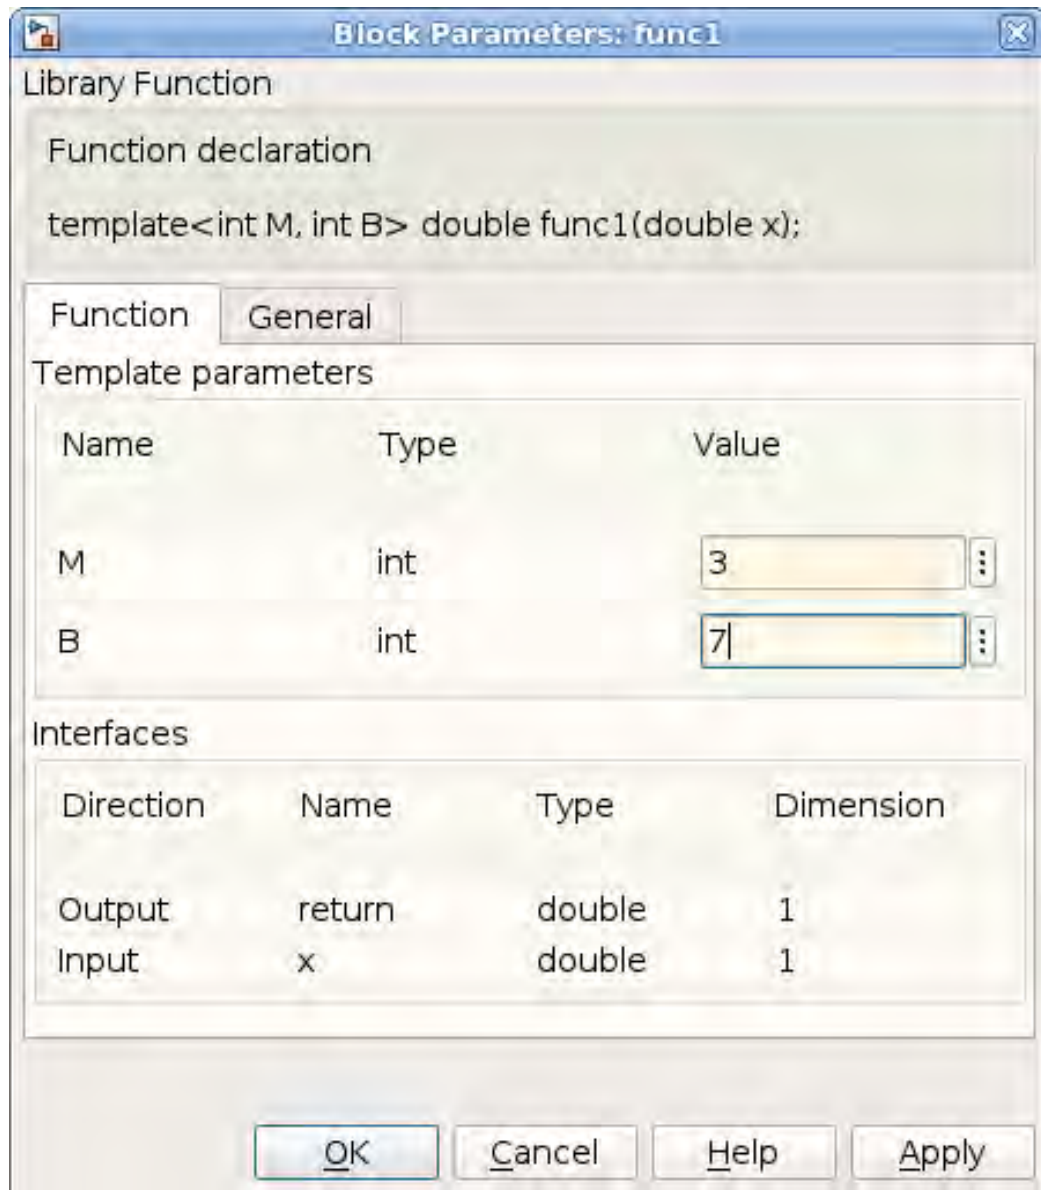 Block Parameters: func1
Library Function
Function declaration
template<int M, int B> double func1(double x);
Function General
Template parameters
Name Type Value
M int 3
B int 7
Interfaces
Direction Name Type Dimension
Output return double 1
Input x double 1
OK Cancel Help Apply